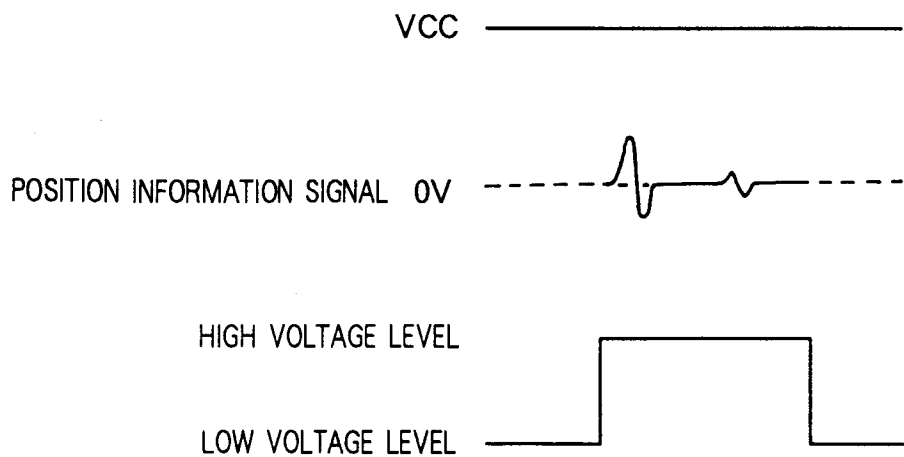 VCC
POSITION INFORMATION SIGNAL 0V
HIGH VOLTAGE LEVEL
LOW VOLTAGE LEVEL